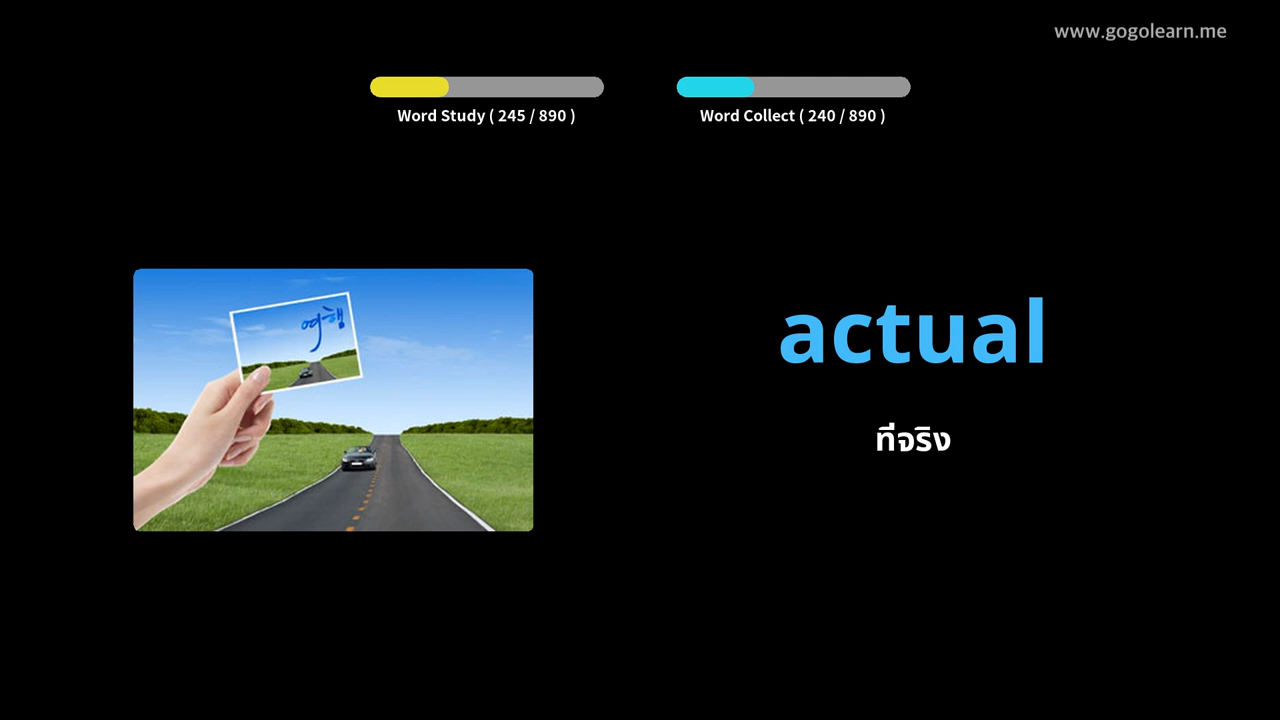 www.gogolearn.me
Word Study ( 245 / 890 )
Word Collect ( 240 / 890 )
여행
actual
ที่จริง